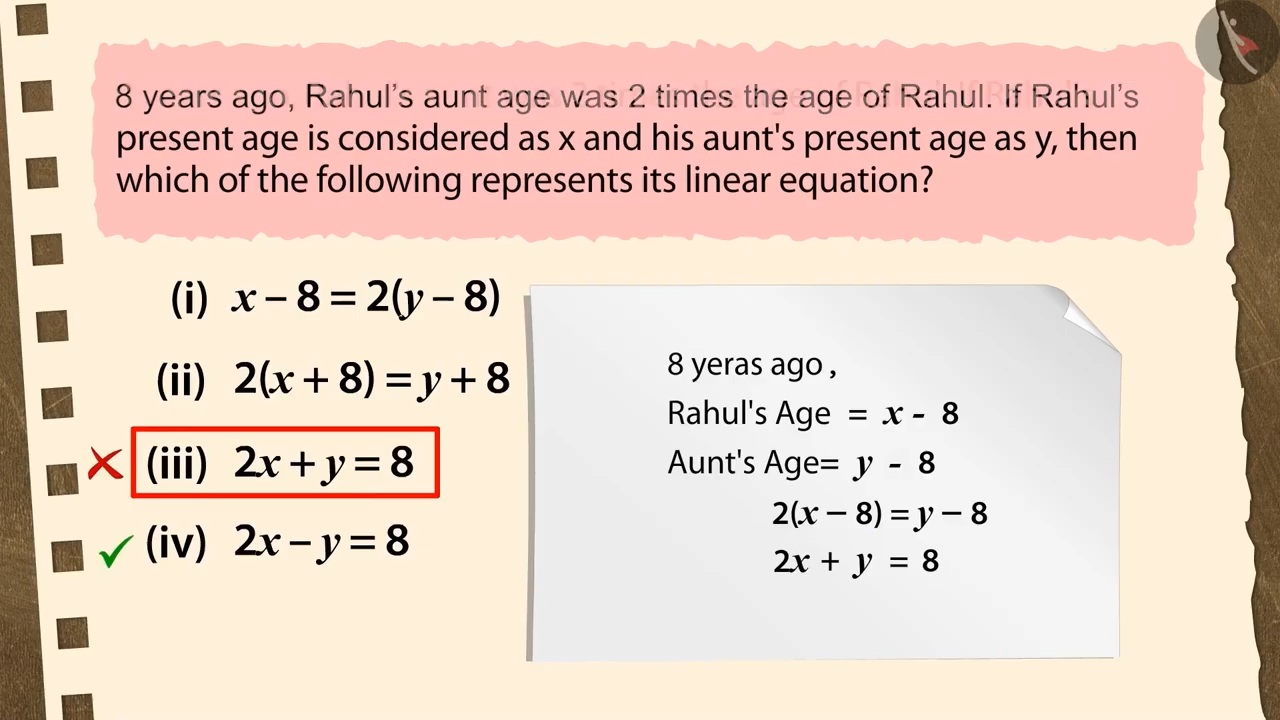 8 years ago, Rahul’s aunt age was 2 times the age of Rahul. If Rahul’s
present age is considered as x and his aunt's present age as y, then
which of the following represents its linear equation?
(i) x – 8 = 2(y – 8)
(ii) 2(x + 8) = y + 8
(iii) 2x + y = 8
(iv) 2x – y = 8
8 yeras ago ,
Rahul's Age = x - 8
Aunt's Age= y - 8
2(x – 8) = y – 8
2x + y = 8